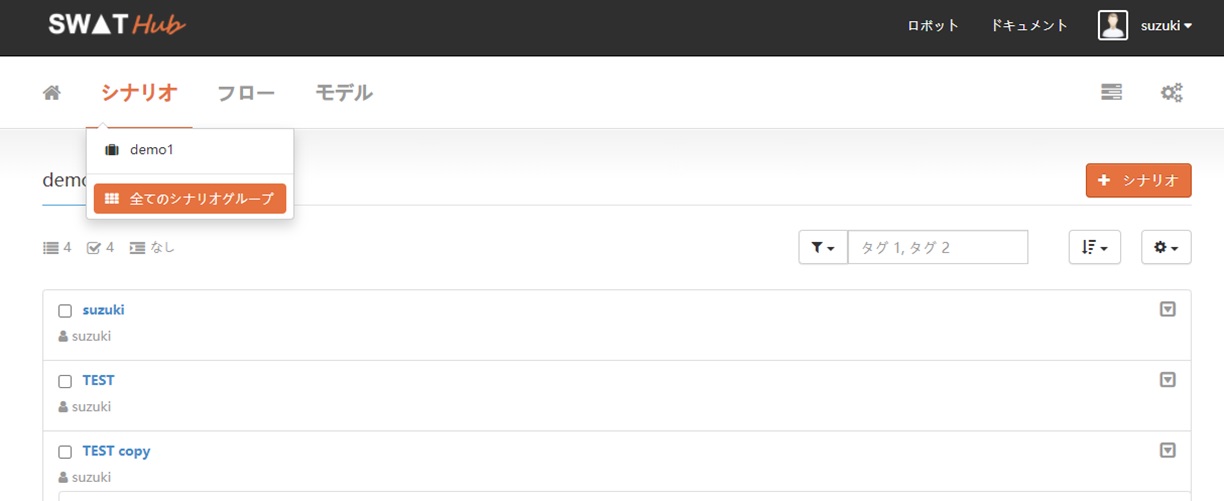 SWAT Hub
ロボット ドキュメント suzuki
シナリオ フロー モデル
demo1
全てのシナリオグループ
シナリオ
4 4 なし
タグ 1, タグ 2
suzuki
suzuki
TEST
suzuki
TEST copy
suzuki